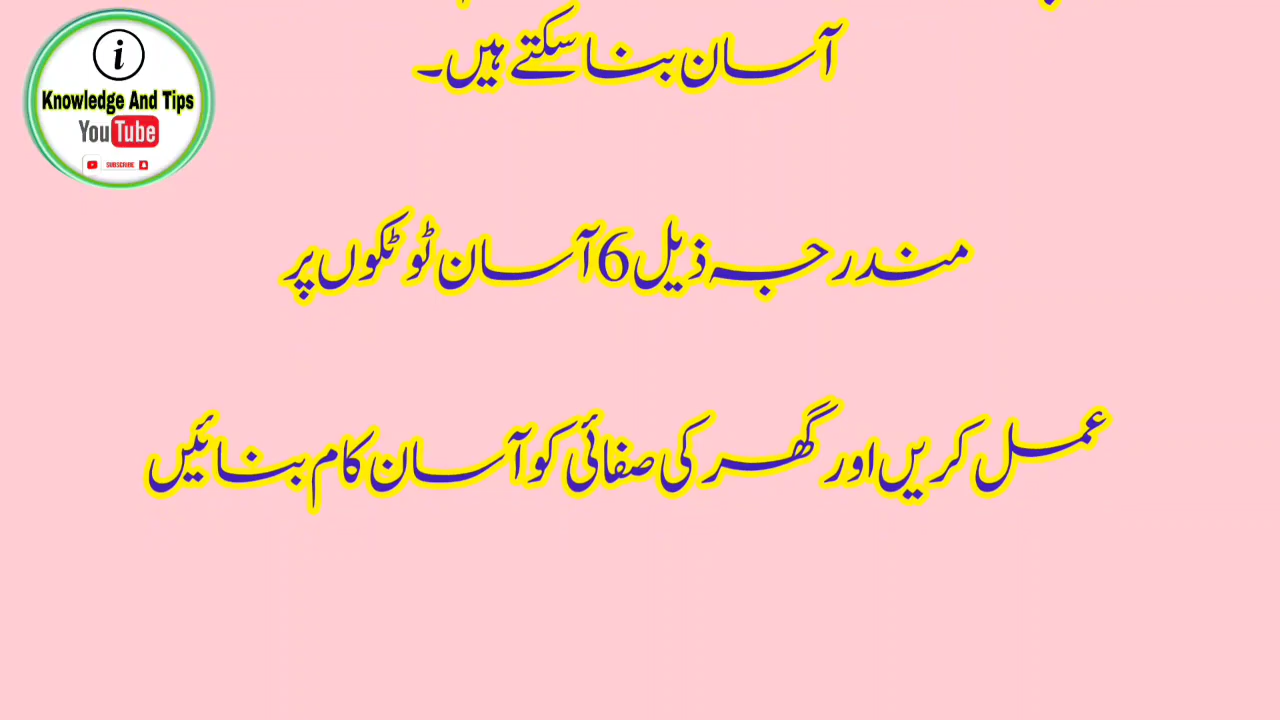 i
Knowledge And Tips
YouTube
SUBSCRIBE
آسان بنا سکتے ہیں۔
مندرجہ ذیل 6 آسان ٹوٹکوں پر
عمل کریں اور گھر کی صفائی کو آسان کام بنائیں